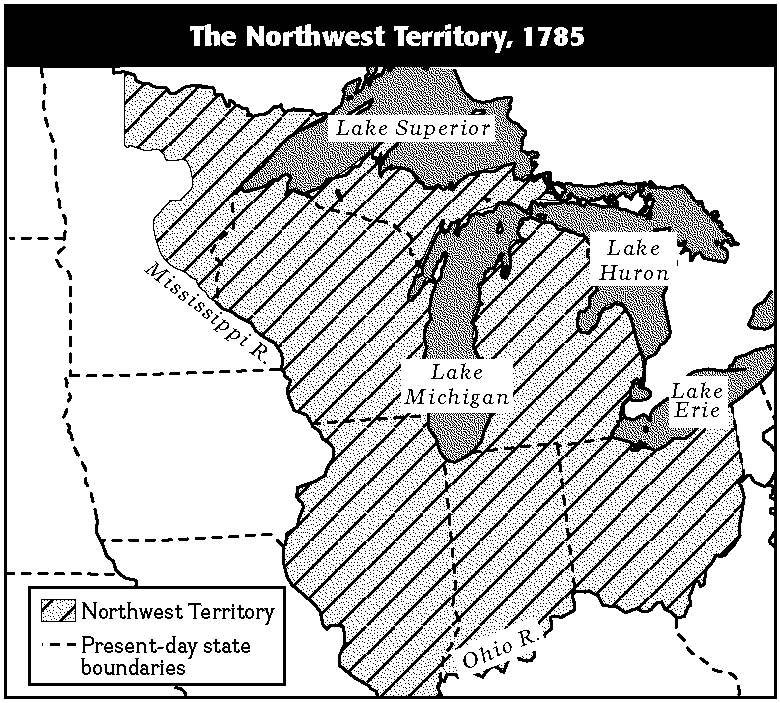 The Northwest Territory, 1785
Lake Superior
Lake
Huron
Mississippi R.
Lake
Michigan
Lake
Erie
Northwest Territory
Present-day state
boundaries
Ohio R.